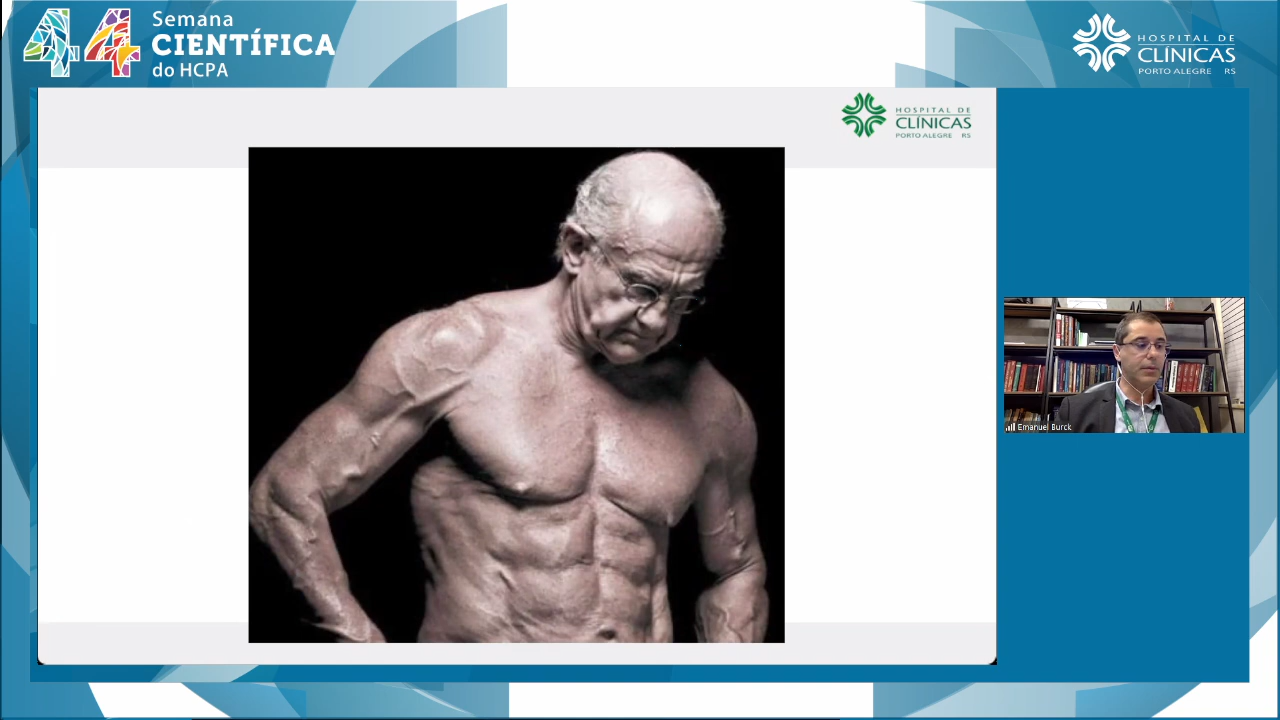 44 Semana
CIENTÍFICA
do HCPA
HOSPITAL DE
CLÍNICAS
PORTO ALEGRE RS
HOSPITAL DE
CLÍNICAS
PORTO ALEGRE RS
Emanuel Burck